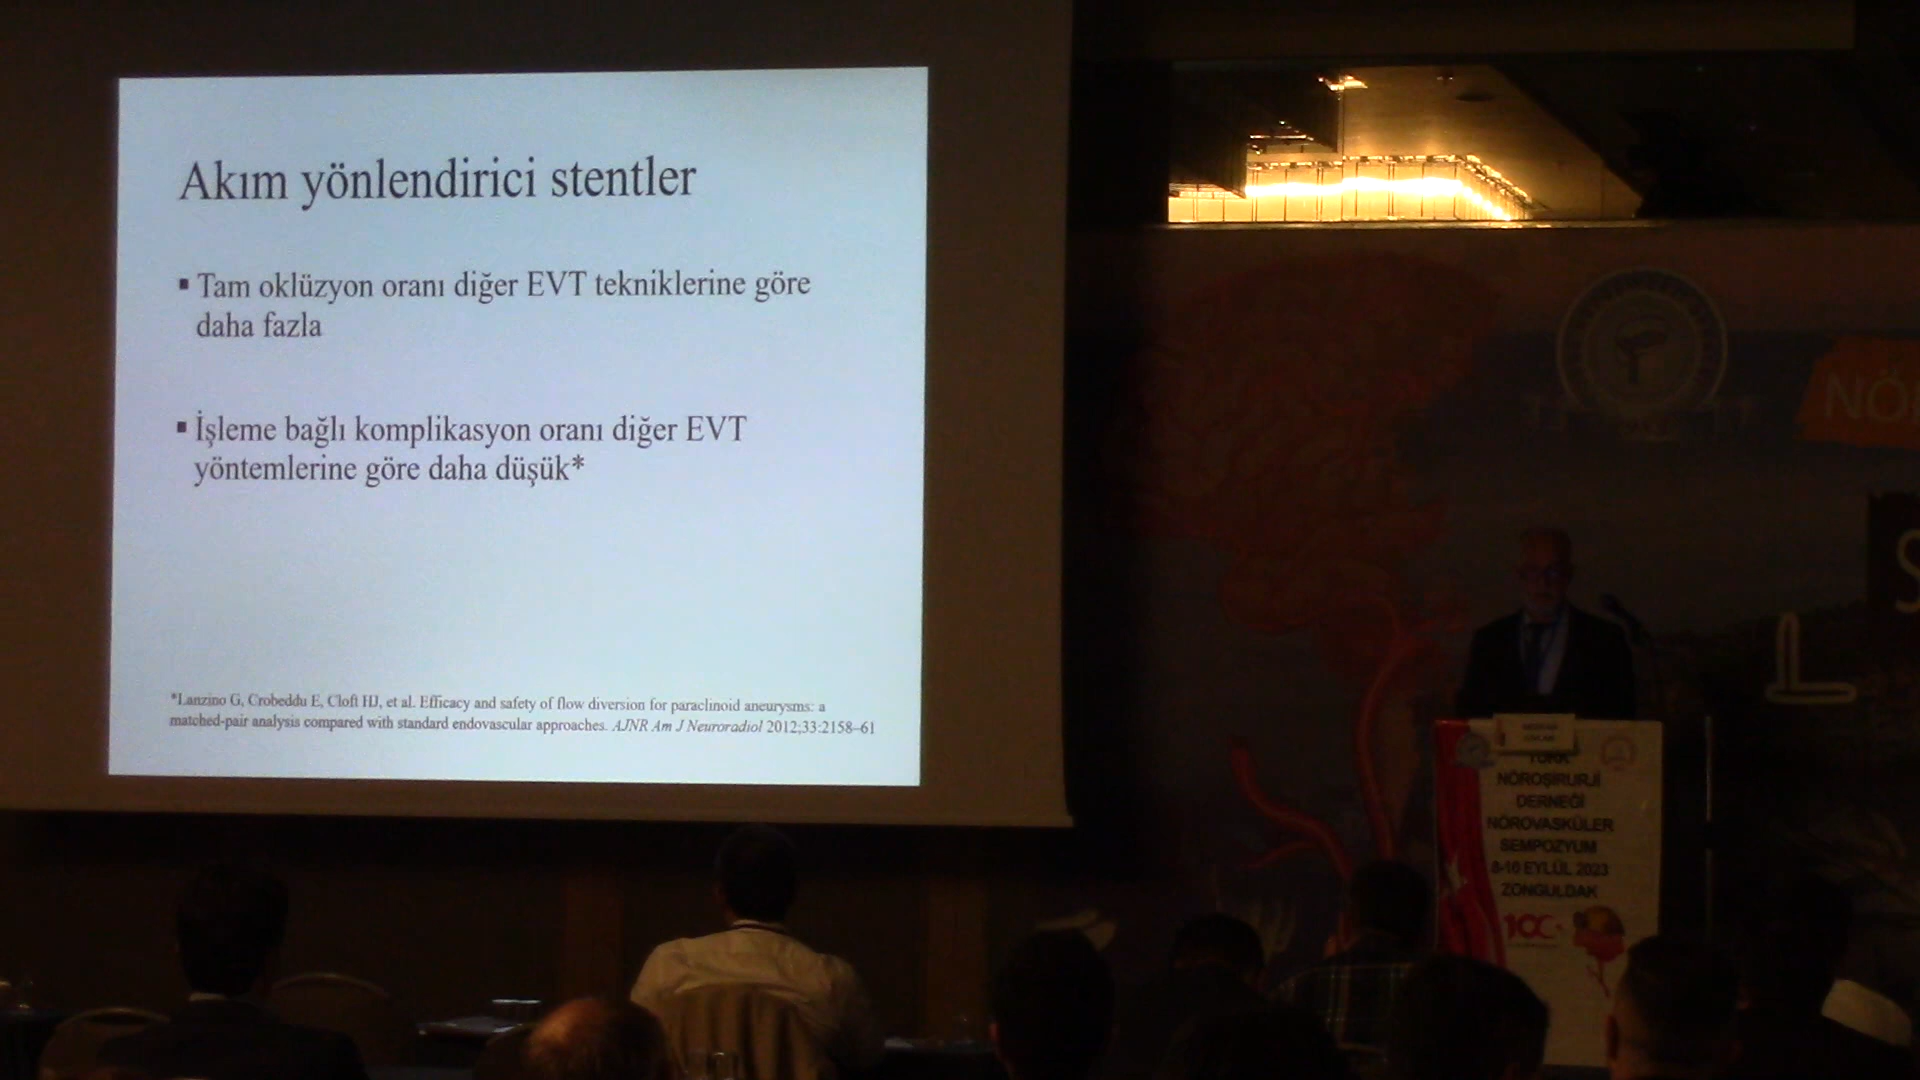 Akım yönlendirici stentler
▪ Tam oklüzyon oranı diğer EVT tekniklerine göre
daha fazla
▪ İşleme bağlı komplikasyon oranı diğer EVT
yöntemlerine göre daha düşük*
*Lanzino G, Crobeddu E, Cloft HJ, et al. Efficacy and safety of flow diversion for paraclinoid aneurysms: a
matched-pair analysis compared with standard endovascular approaches. AJNR Am J Neuroradiol 2012;33:2158–61
NÖ
S
L
TÜRK
NÖROŞİRURJİ
DERNEĞİ
NÖROVASKÜLER
SEMPOZYUM
8-10 EYLÜL 2023
ZONGULDAK
100